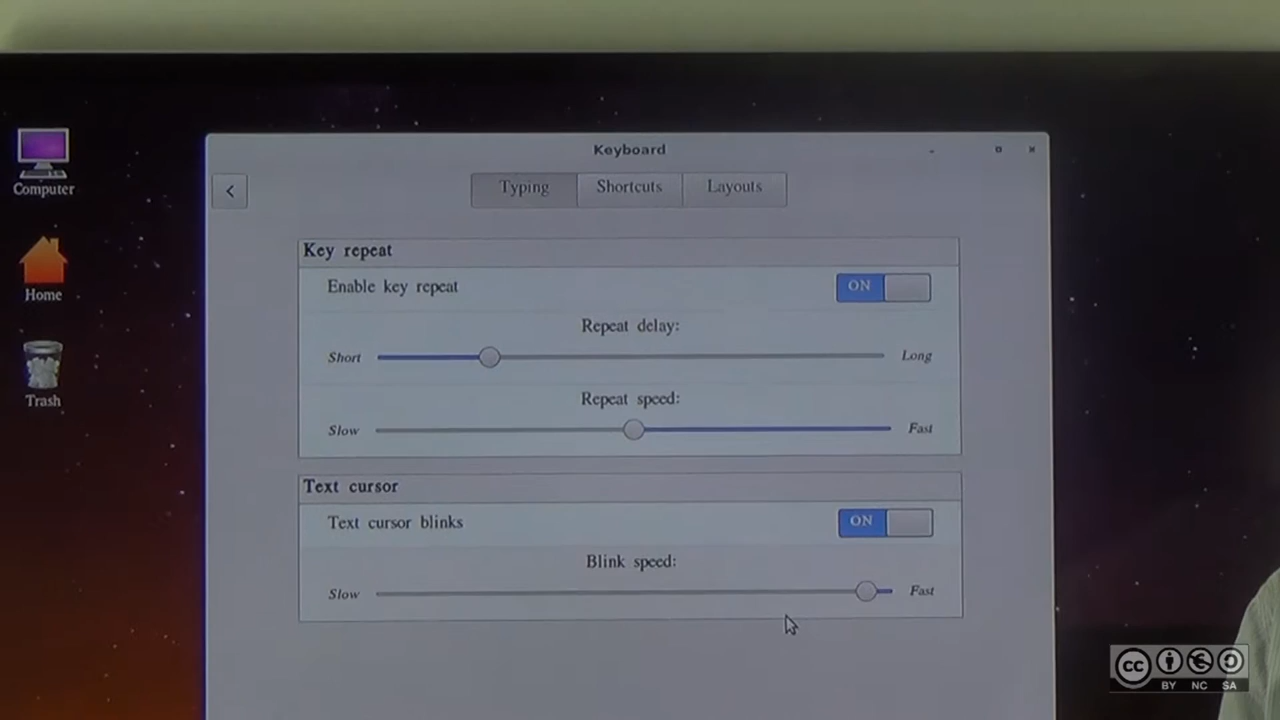 Keyboard
Computer
Typing Shortcuts Layouts
Key repeat
Enable key repeat ON
Home
Repeat delay:
Short Long
Repeat speed:
Trash
Slow Fast
Text cursor
Text cursor blinks ON
Blink speed:
Slow Fast
cc
BY NC SA